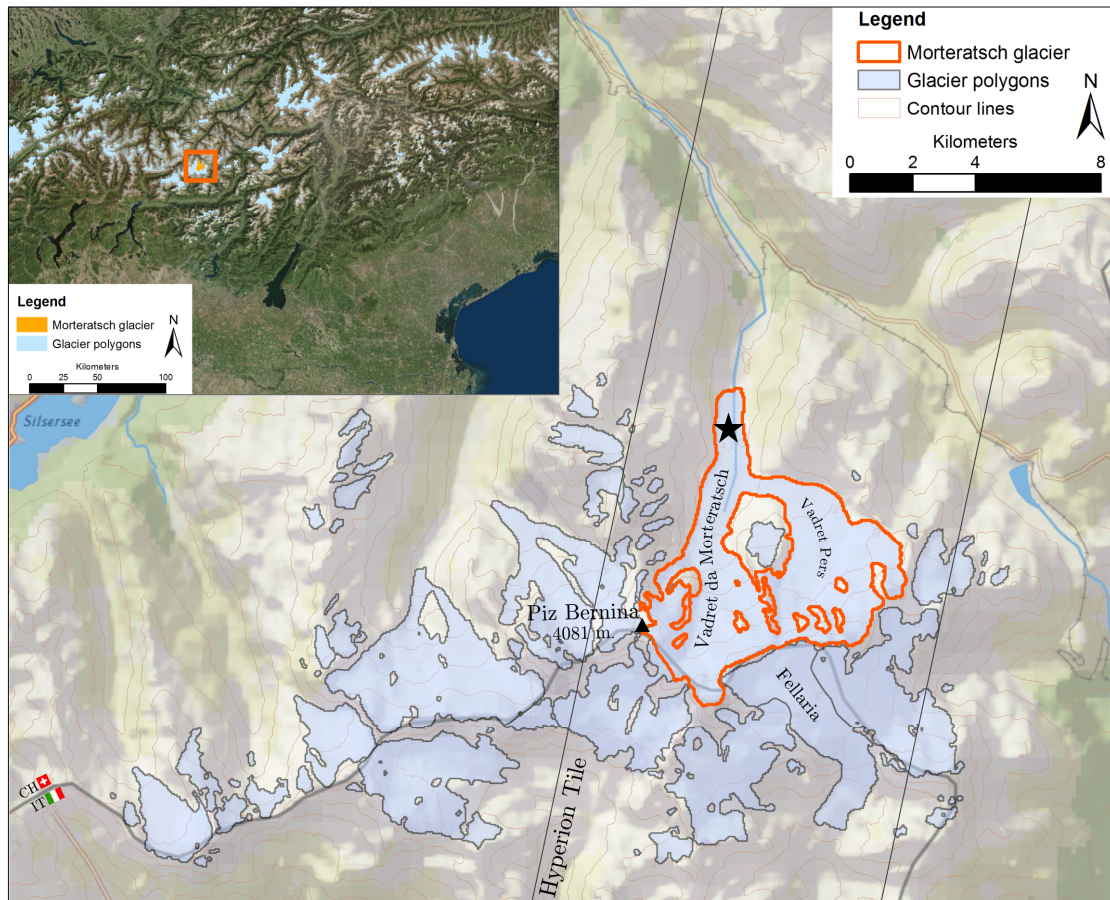 Legend
Morteratsch glacier
Glacier polygons
N
Kilometers
0 25 50 100
Legend
Morteratsch glacier
Glacier polygons
Contour lines
N
Kilometers
0 2 4 8
Silsersee
Vadret da Morteratsch
Vadret Pers
Piz Bernina
4081 m.
Fellaria
CH
IT
Hyperion Tile